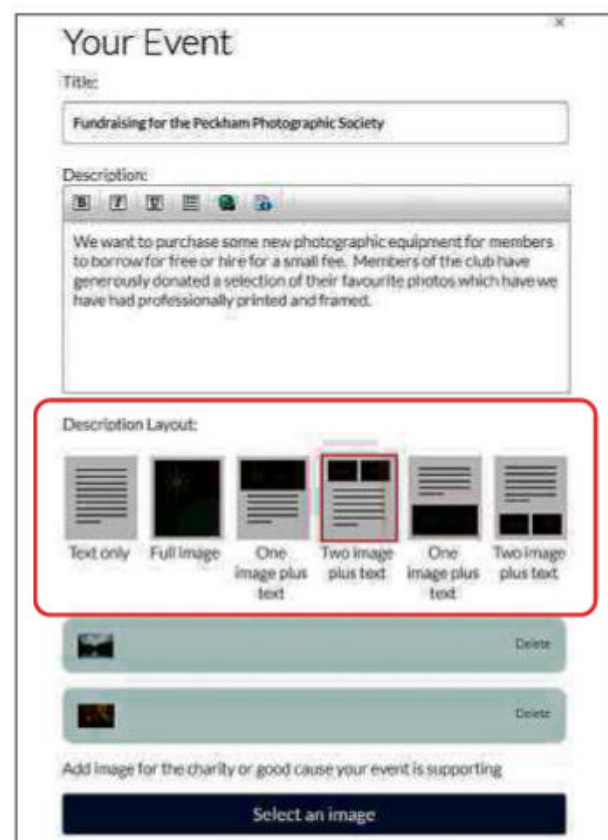 ×
Your Event
Title:
Fundraising for the Peckham Photographic Society
Description:
B I U
We want to purchase some new photographic equipment for members
to borrow for free or hire for a small fee. Members of the club have
generously donated a selection of their favourite photos which have we
have had professionally printed and framed.
Description Layout:
Text only Full image One Two image One Two image
image plus plus text image plus plus text
text text
Delete
Delete
Add image for the charity or good cause your event is supporting
Select an image